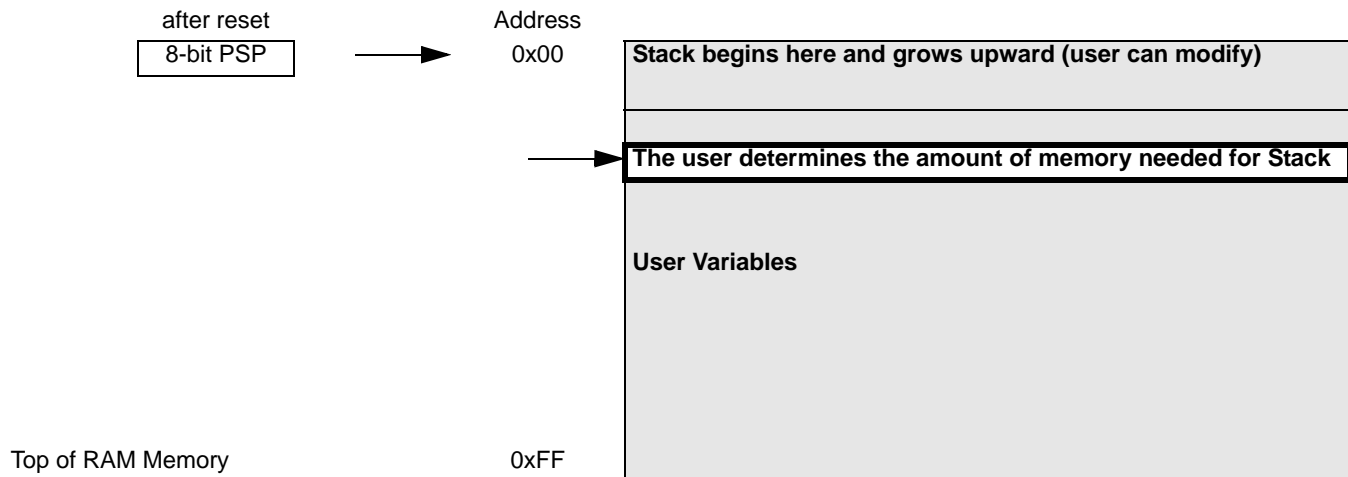 after reset
Address
8-bit PSP
0x00
Stack begins here and grows upward (user can modify)
The user determines the amount of memory needed for Stack
User Variables
Top of RAM Memory
0xFF